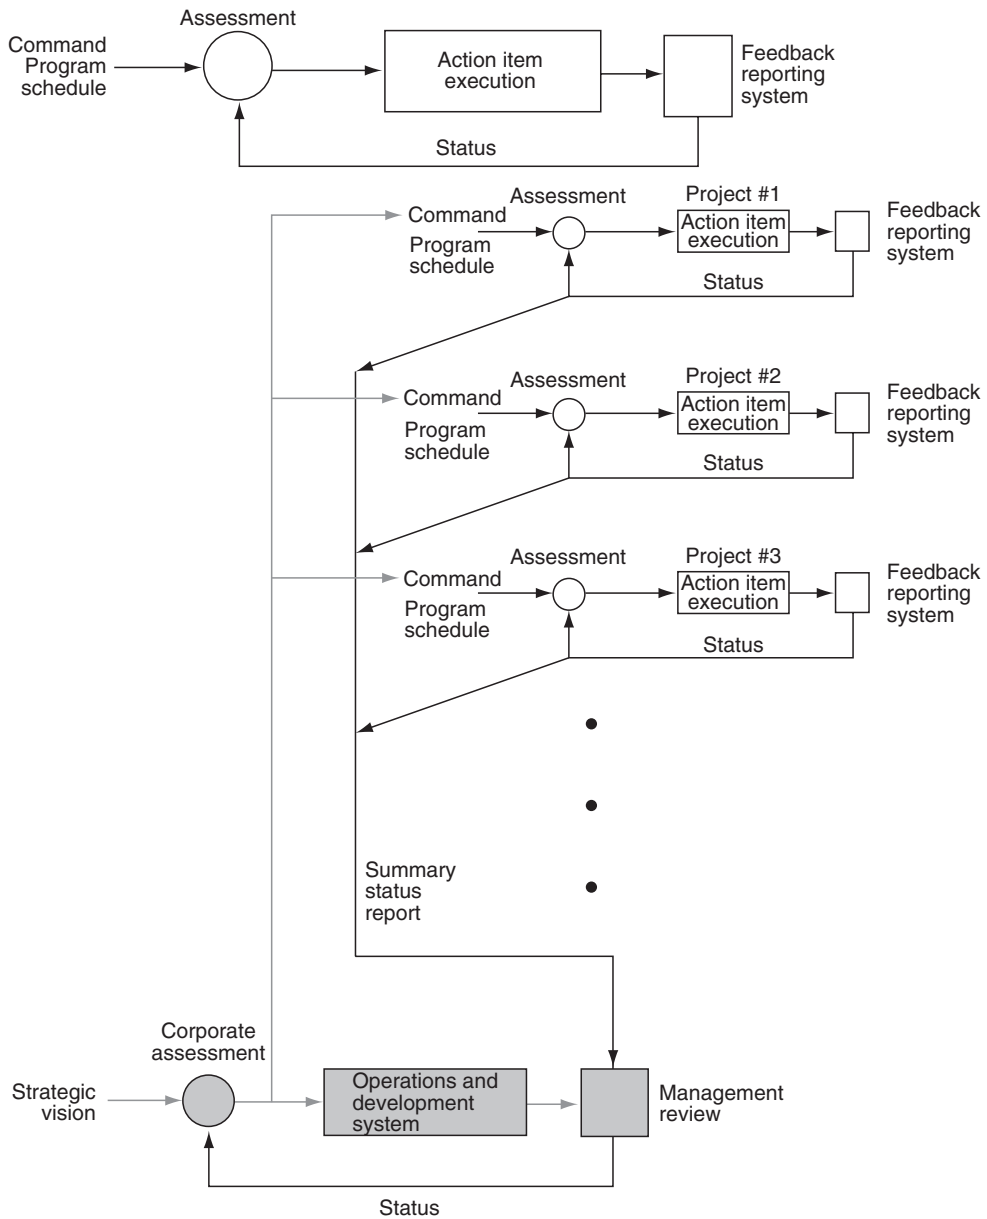 Assessment
Command
Program
schedule
Action item
execution
Feedback
reporting
system
Status
Assessment
Project #1
Command
Program
schedule
Action item
execution
Feedback
reporting
system
Status
Assessment
Project #2
Command
Program
schedule
Action item
execution
Feedback
reporting
system
Status
Assessment
Project #3
Command
Program
schedule
Action item
execution
Feedback
reporting
system
Status
Summary
status
report
Corporate
assessment
Strategic
vision
Operations and
development
system
Management
review
Status